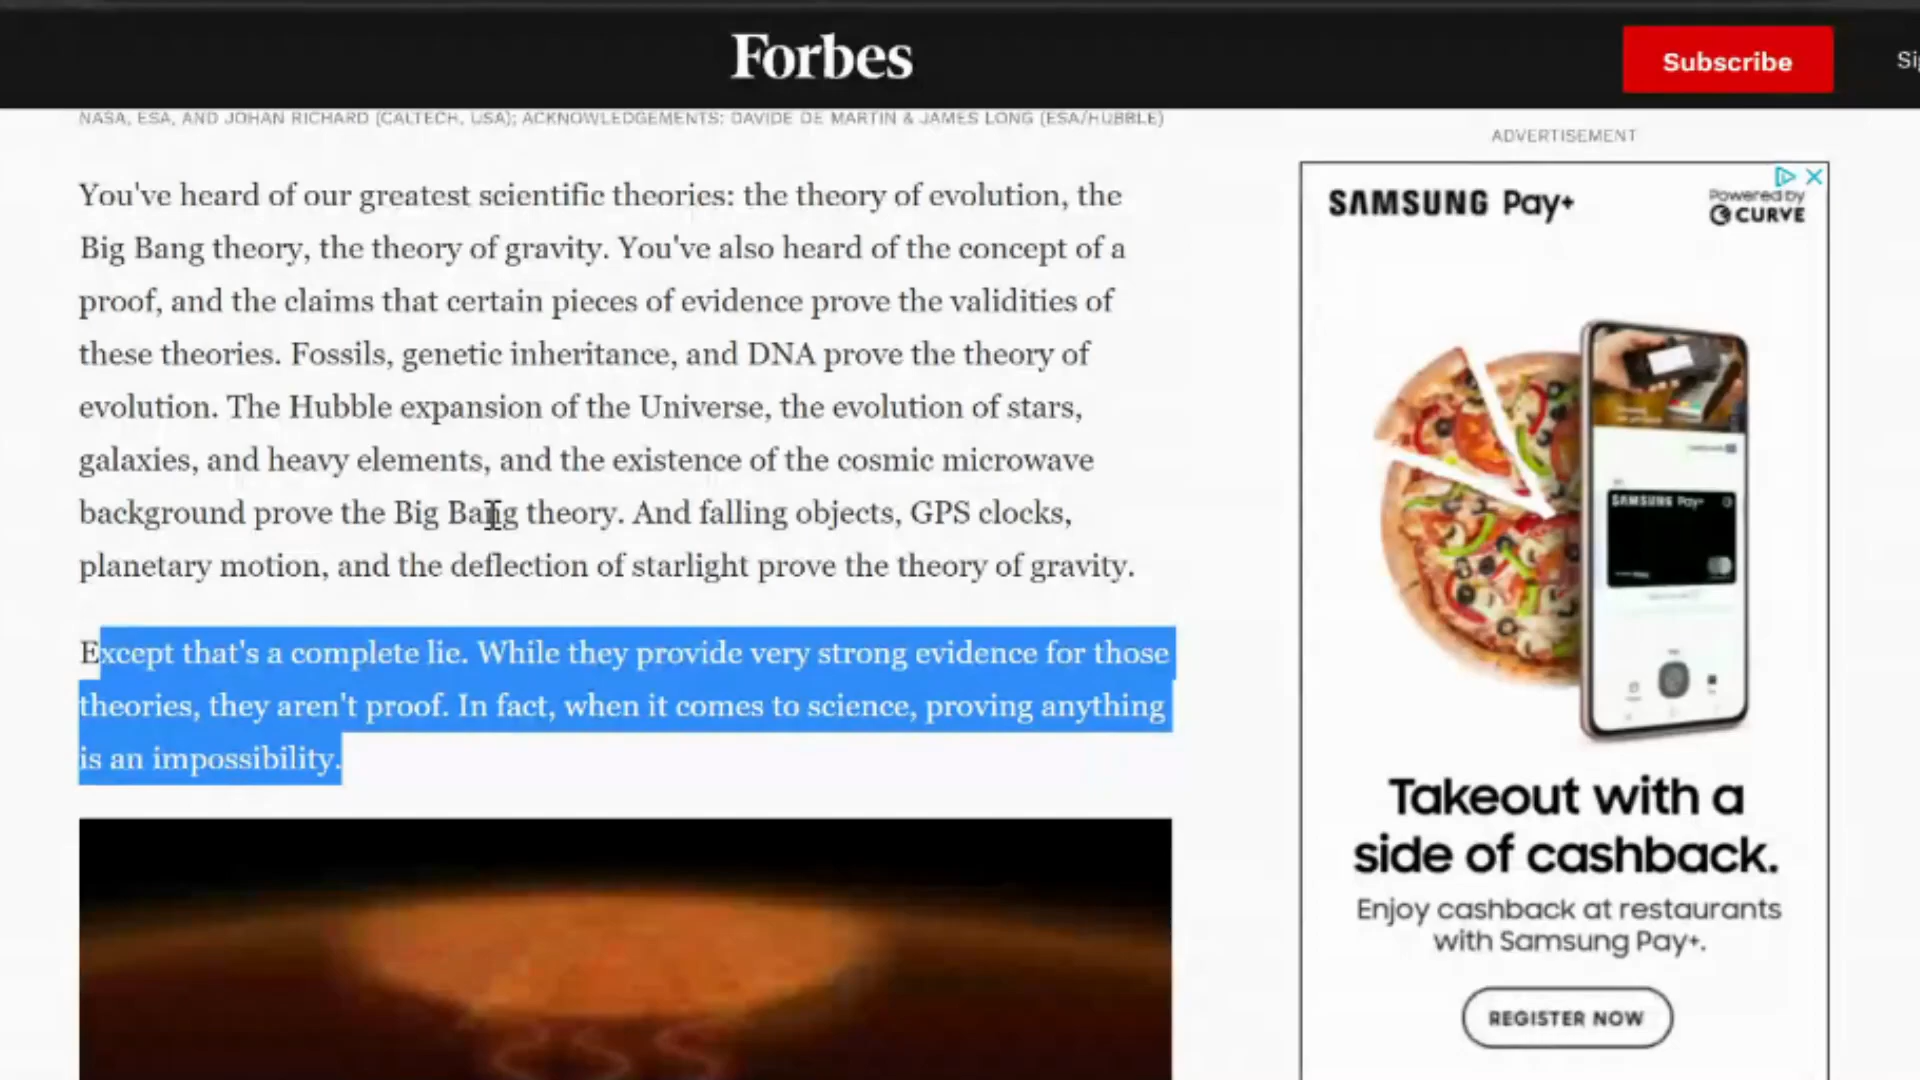 Forbes
Subscribe
NASA, ESA, AND JOHAN RICHARD (CALTECH, USA); ACKNOWLEDGEMENTS: DAVIDE DE MARTIN & JAMES LONG (ESA/HUBBLE)
You've heard of our greatest scientific theories: the theory of evolution, the
Big Bang theory, the theory of gravity. You've also heard of the concept of a
proof, and the claims that certain pieces of evidence prove the validities of
these theories. Fossils, genetic inheritance, and DNA prove the theory of
evolution. The Hubble expansion of the Universe, the evolution of stars,
galaxies, and heavy elements, and the existence of the cosmic microwave
background prove the Big Bang theory. And falling objects, GPS clocks,
planetary motion, and the deflection of starlight prove the theory of gravity.
Except that's a complete lie. While they provide very strong evidence for those
theories, they aren't proof. In fact, when it comes to science, proving anything
is an impossibility.
ADVERTISEMENT
SAMSUNG Pay+
Powered by
CURVE
SAMSUNG Pay+
Takeout with a
side of cashback.
Enjoy cashback at restaurants
with Samsung Pay+.
REGISTER NOW